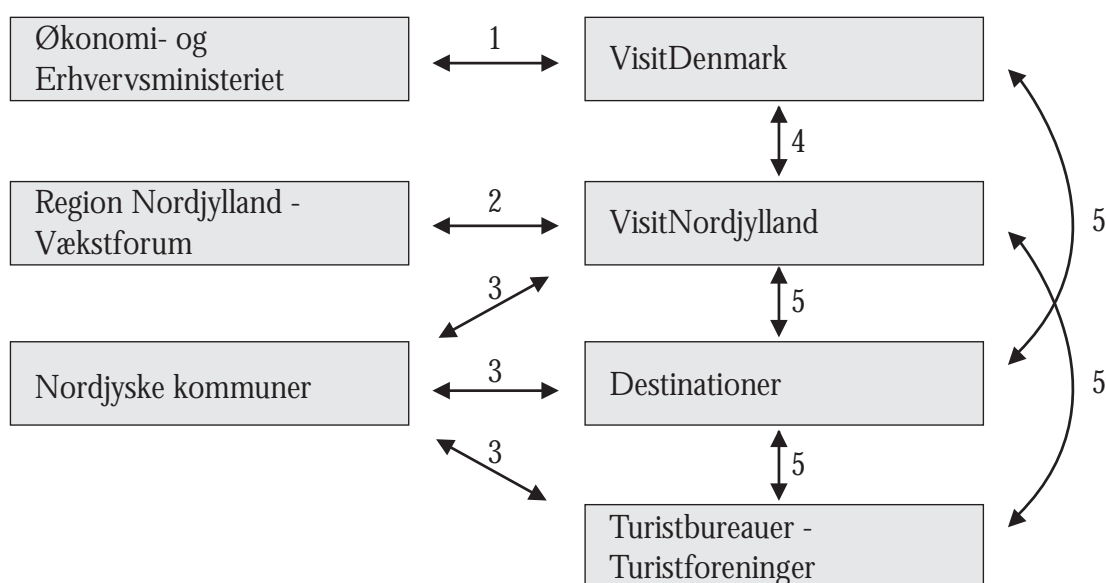 Økonomi- og
Erhvervsministeriet
1
VisitDenmark
4
Region Nordjylland -
Vækstforum
2
VisitNordjylland
5
3
5
Nordjyske kommuner
3
Destinationer
5
3
5
Turistbureauer -
Turistforeninger